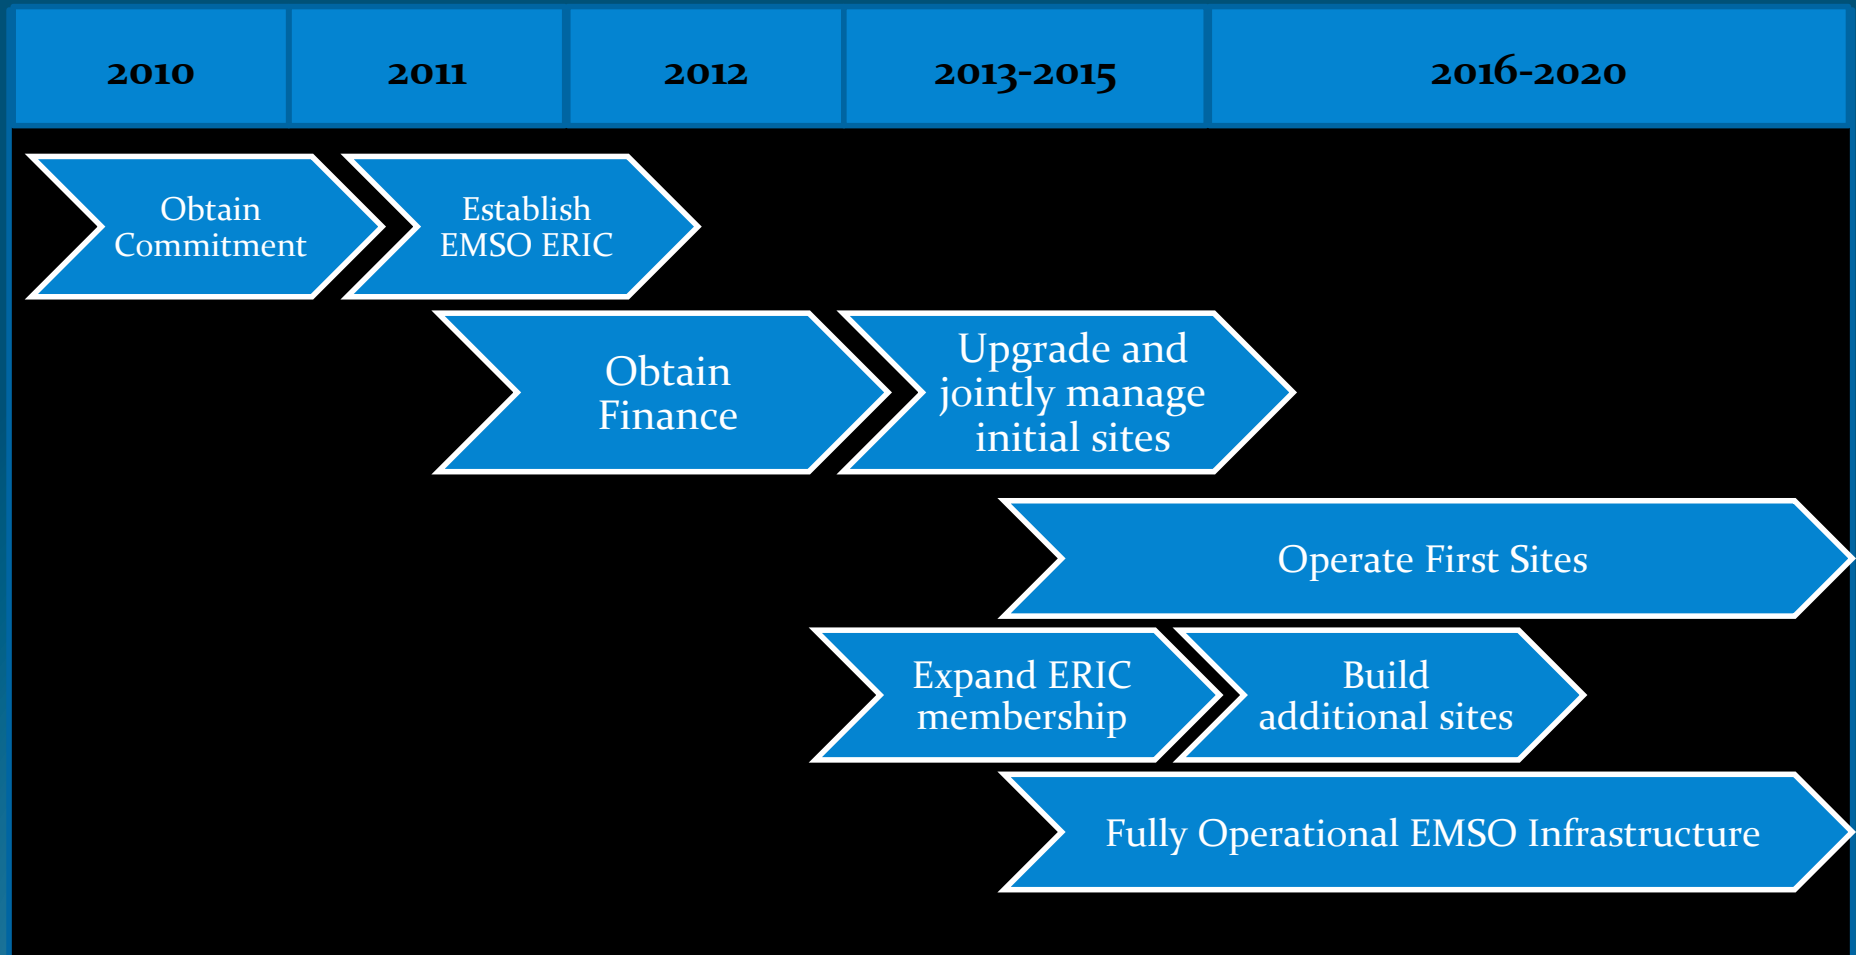 2010
2011
2012
2013-2015
2016-2020
Obtain
Commitment
Establish
EMSO ERIC
Obtain
Finance
Upgrade and
jointly manage
initial sites
Operate First Sites
Expand ERIC
membership
Build
additional sites
Fully Operational EMSO Infrastructure